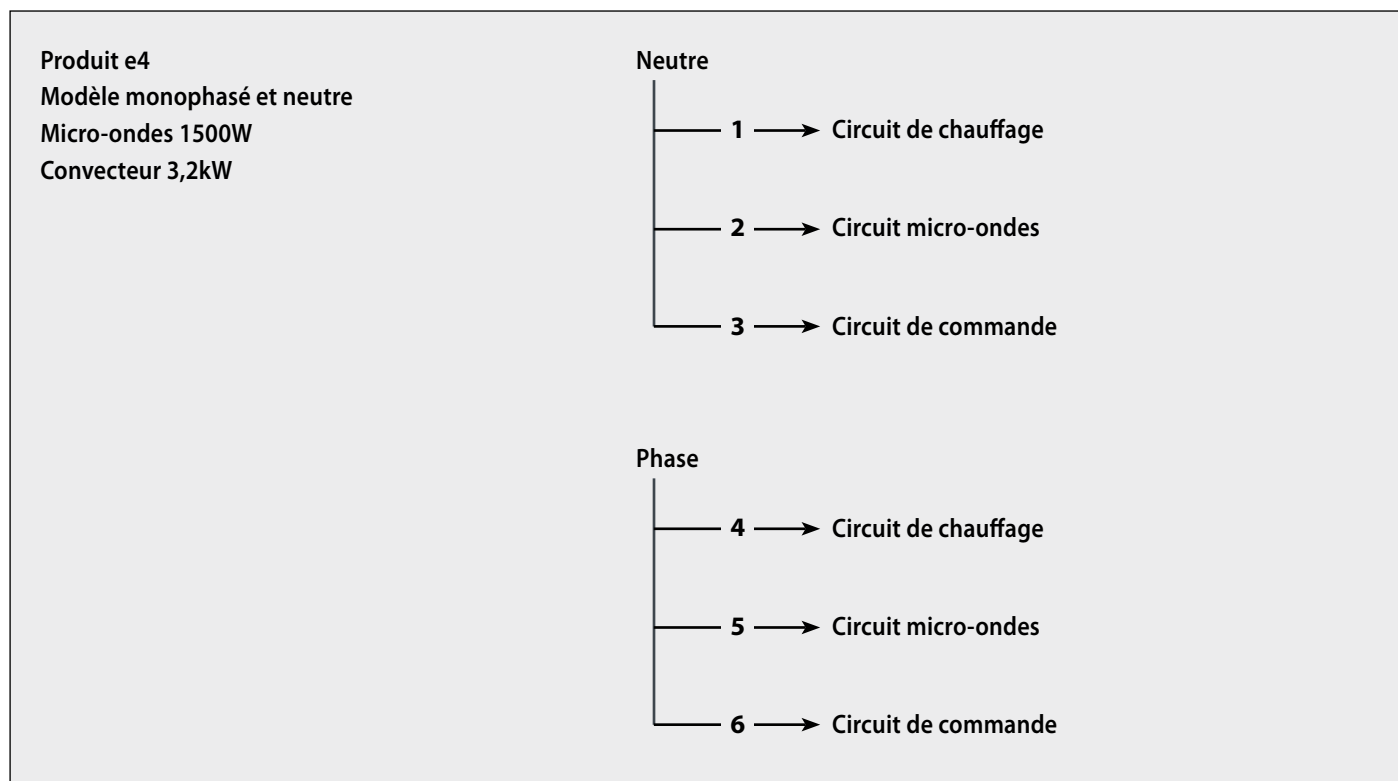 Produit e4
Modèle monophasé et neutre
Micro-ondes 1500W
Convecteur 3,2kW
Neutre
1 Circuit de chauffage
2 Circuit micro-ondes
3 Circuit de commande
Phase
4 Circuit de chauffage
5 Circuit micro-ondes
6 Circuit de commande